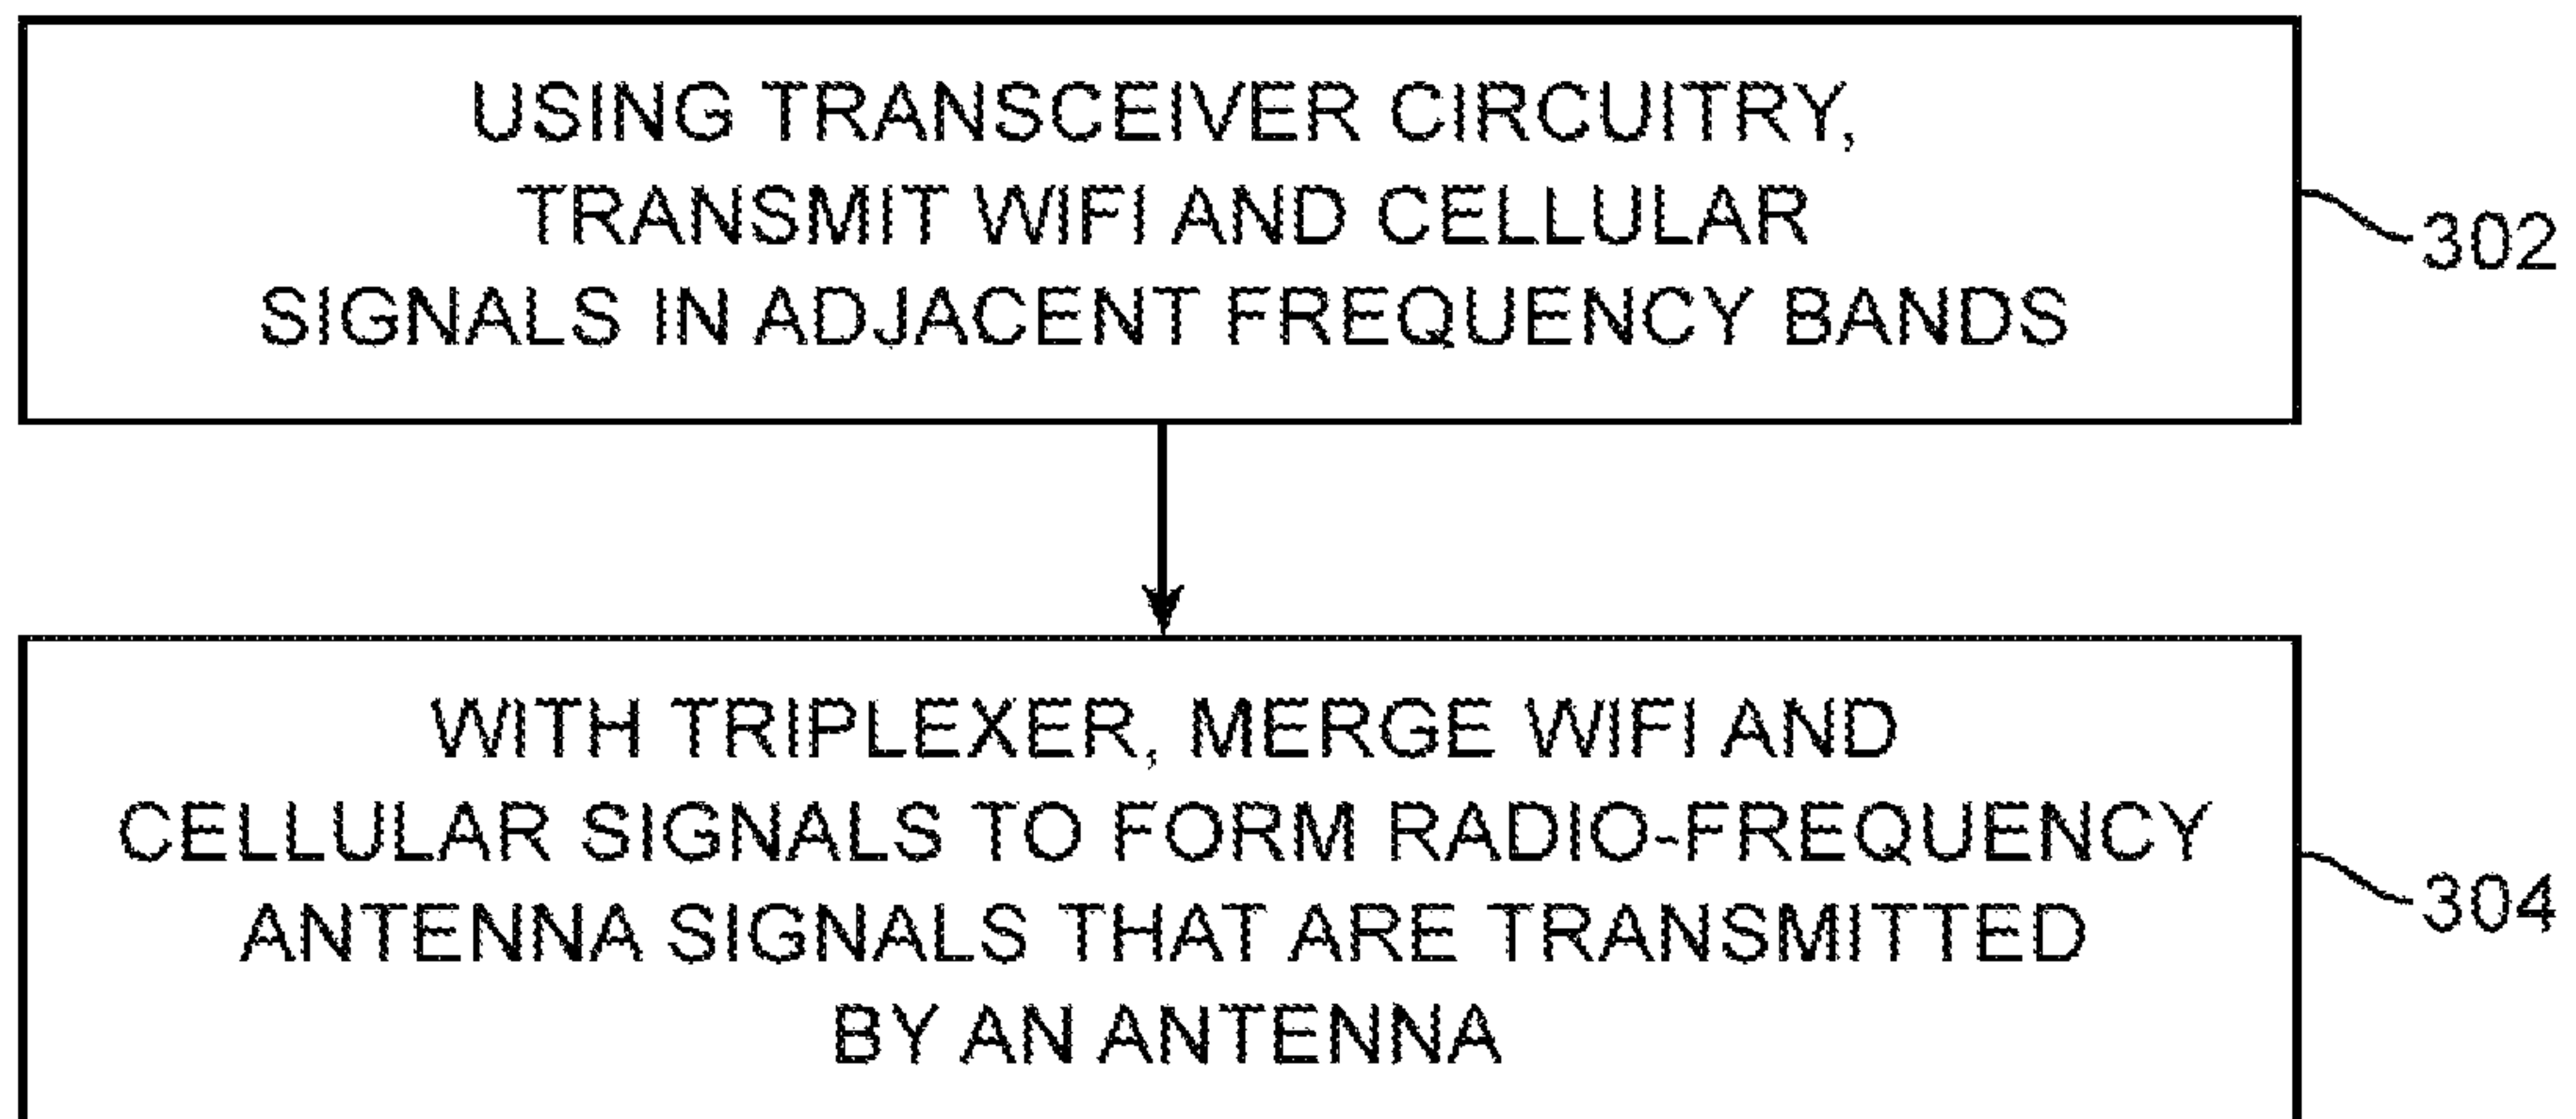 USING TRANSCEIVER CIRCUITRY,
TRANSMIT WIFI AND CELLULAR
SIGNALS IN ADJACENT FREQUENCY BANDS
302
WITH TRIPLEXER, MERGE WIFI AND
CELLULAR SIGNALS TO FORM RADIO-FREQUENCY
ANTENNA SIGNALS THAT ARE TRANSMITTED
BY AN ANTENNA
304